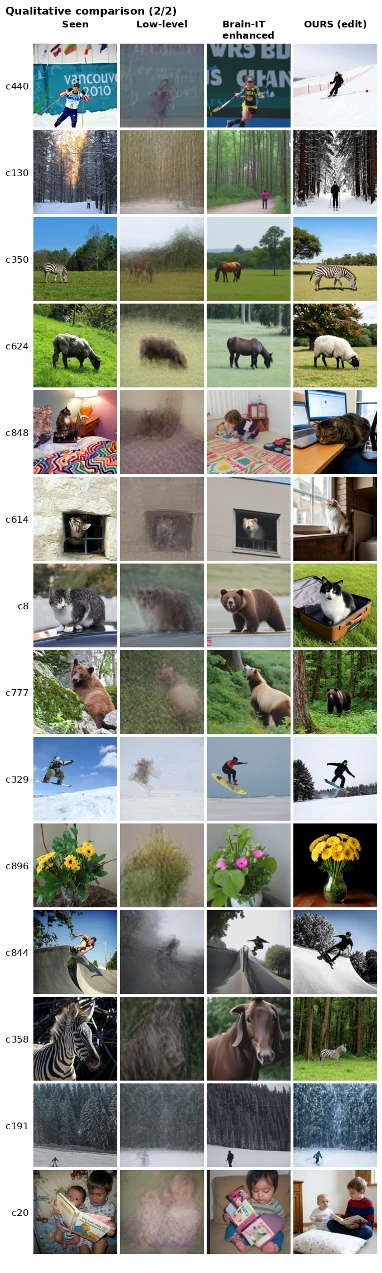 Qualitative comparison (2/2)
Seen Low-level Brain-IT enhanced OURS (edit)
c440
vancouver
2010
c130
c350
c624
c848
c614
c8
c777
c329
c896
c844
c358
c191
c20